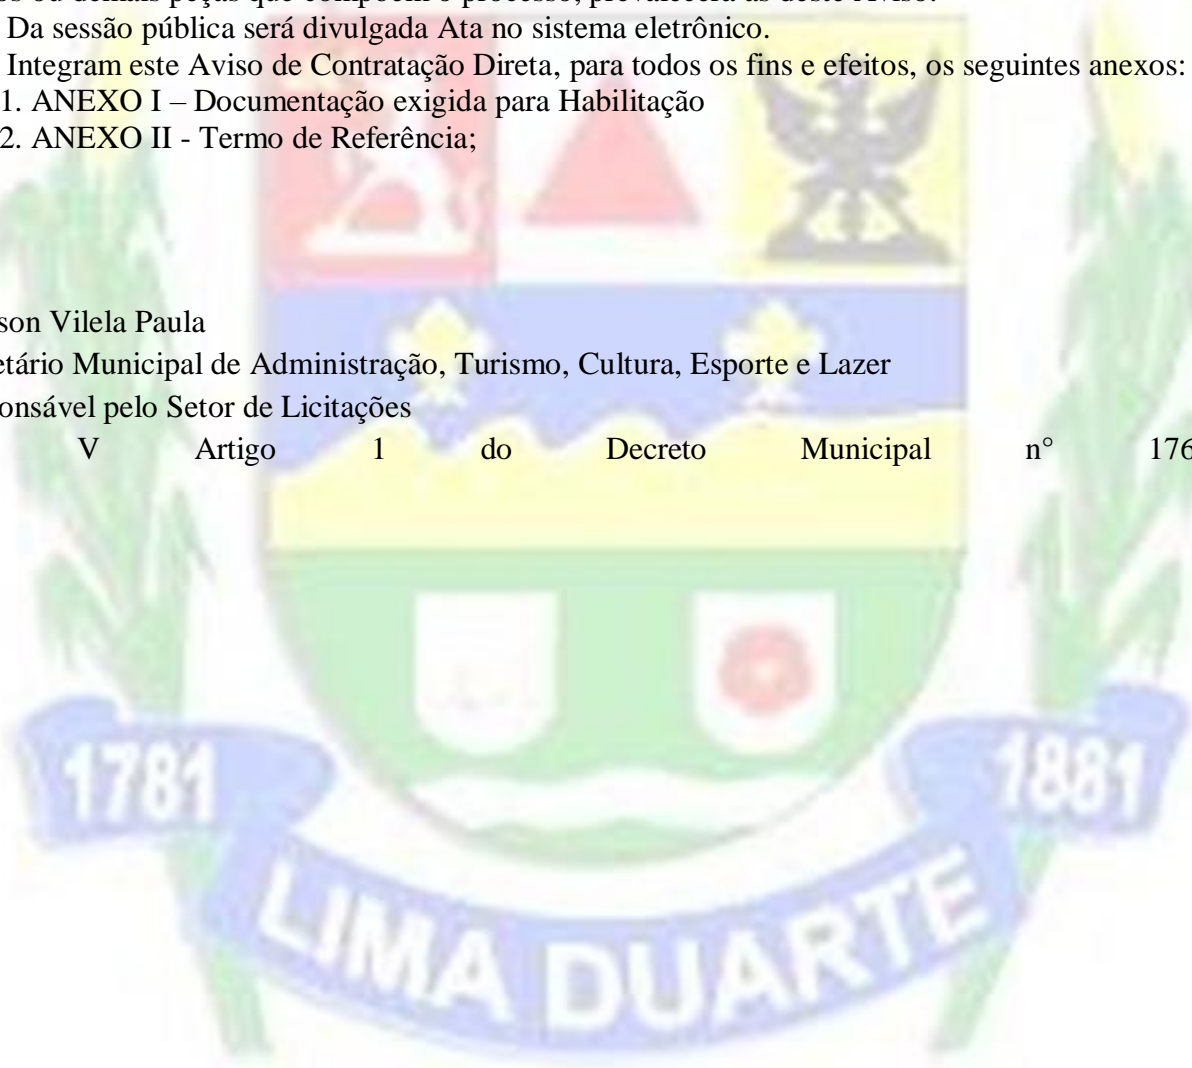 os ou demais peças que compõem o processo, prevalecerá as deste Aviso.
Da sessão pública será divulgada Ata no sistema eletrônico.
Integram este Aviso de Contratação Direta, para todos os fins e efeitos, os seguintes anexos:
1. ANEXO I – Documentação exigida para Habilitação
2. ANEXO II - Termo de Referência;
son Vilela Paula
etário Municipal de Administração, Turismo, Cultura, Esporte e Lazer
onsável pelo Setor de Licitações
V Artigo 1 do Decreto Municipal n° 176
1781
1881
LIMA DUARTE